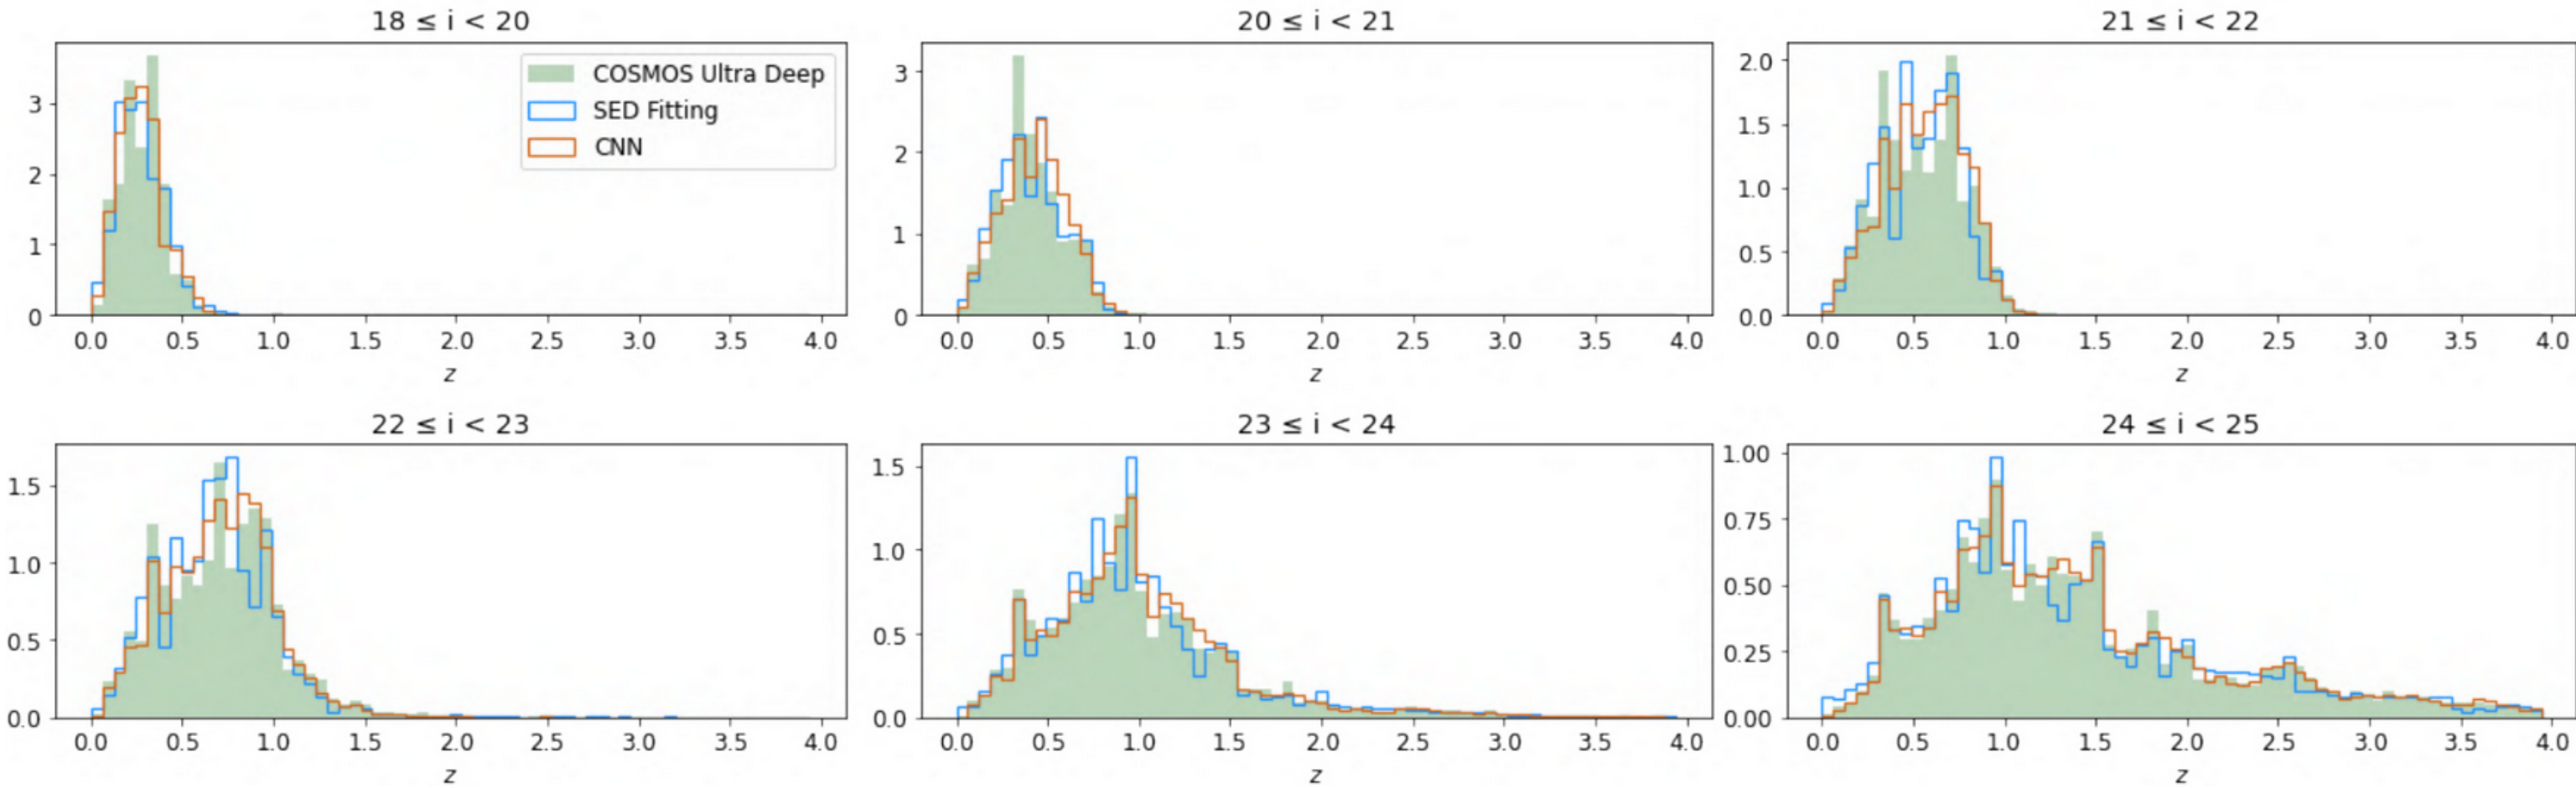 18 ≤ i < 20
COSMOS Ultra Deep
SED Fitting
CNN
3
2
1
0
0.0 0.5 1.0 1.5 2.0 2.5 3.0 3.5 4.0
z
20 ≤ i < 21
3
2
1
0
0.0 0.5 1.0 1.5 2.0 2.5 3.0 3.5 4.0
z
21 ≤ i < 22
2.0
1.5
1.0
0.5
0.0
0.0 0.5 1.0 1.5 2.0 2.5 3.0 3.5 4.0
z
22 ≤ i < 23
1.5
1.0
0.5
0.0
0.0 0.5 1.0 1.5 2.0 2.5 3.0 3.5 4.0
z
23 ≤ i < 24
1.5
1.0
0.5
0.0
0.0 0.5 1.0 1.5 2.0 2.5 3.0 3.5 4.0
z
24 ≤ i < 25
1.00
0.75
0.50
0.25
0.00
0.0 0.5 1.0 1.5 2.0 2.5 3.0 3.5 4.0
z